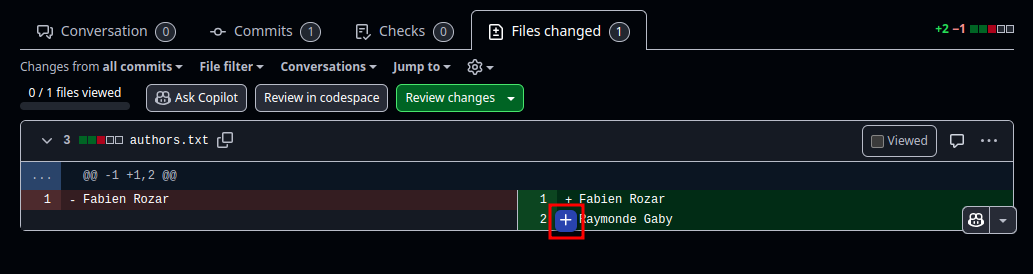 Conversation 0 Commits 1 Checks 0 Files changed 1 +2 −1
Changes from all commits File filter Conversations Jump to
0 / 1 files viewed Ask Copilot Review in codespace Review changes
3 authors.txt Viewed
... @@ -1 +1,2 @@
1 - Fabien Rozar 1 + Fabien Rozar
2 + Raymonde Gaby